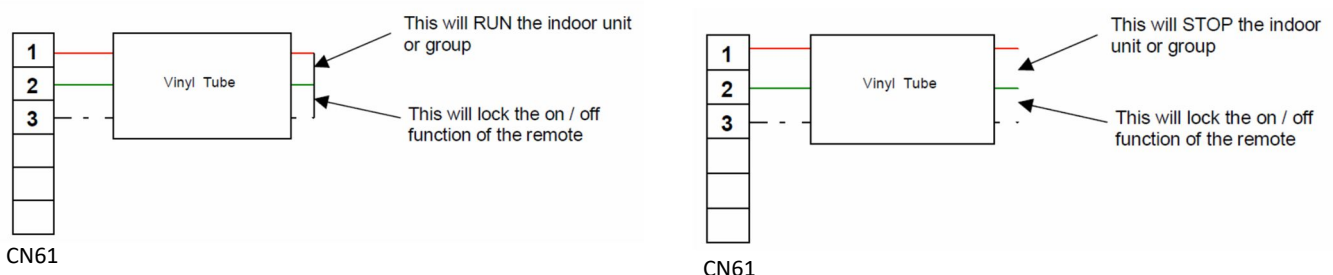 1
2
3
Vinyl Tube
This will RUN the indoor unit
or group
This will lock the on / off
function of the remote
CN61
1
2
3
Vinyl Tube
This will STOP the indoor
unit or group
This will lock the on / off
function of the remote
CN61